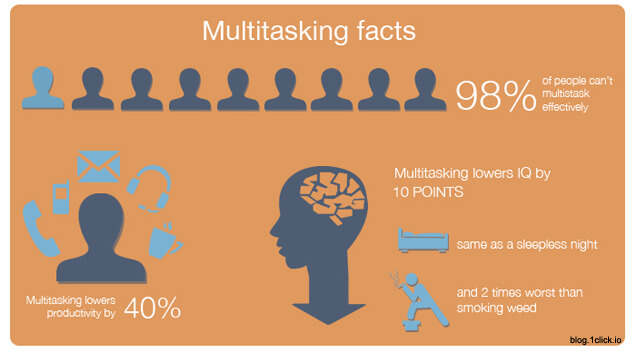 Multitasking facts
98%
of people can't
multistask
effectively
Multitasking lowers IQ by
10 POINTS
same as a sleepless night
and 2 times worst than
smoking weed
Multitasking lowers
productivity by
40%
blog.1click.io